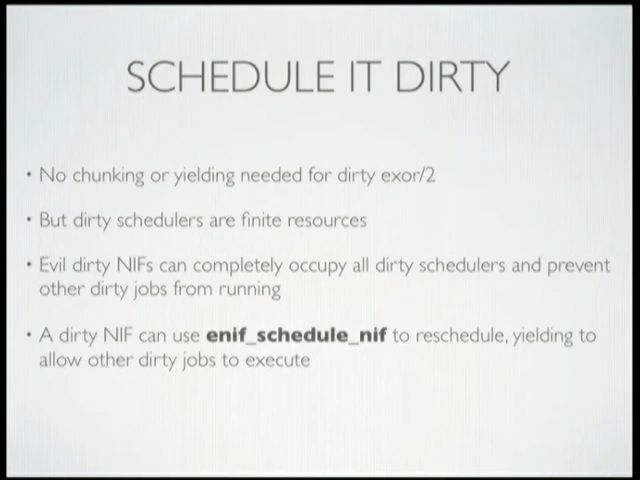 SCHEDULE IT DIRTY
• No chunking or yielding needed for dirty exor/2
• But dirty schedulers are finite resources
• Evil dirty NIFs can completely occupy all dirty schedulers and prevent
other dirty jobs from running
• A dirty NIF can use enif_schedule_nif to reschedule, yielding to
allow other dirty jobs to execute